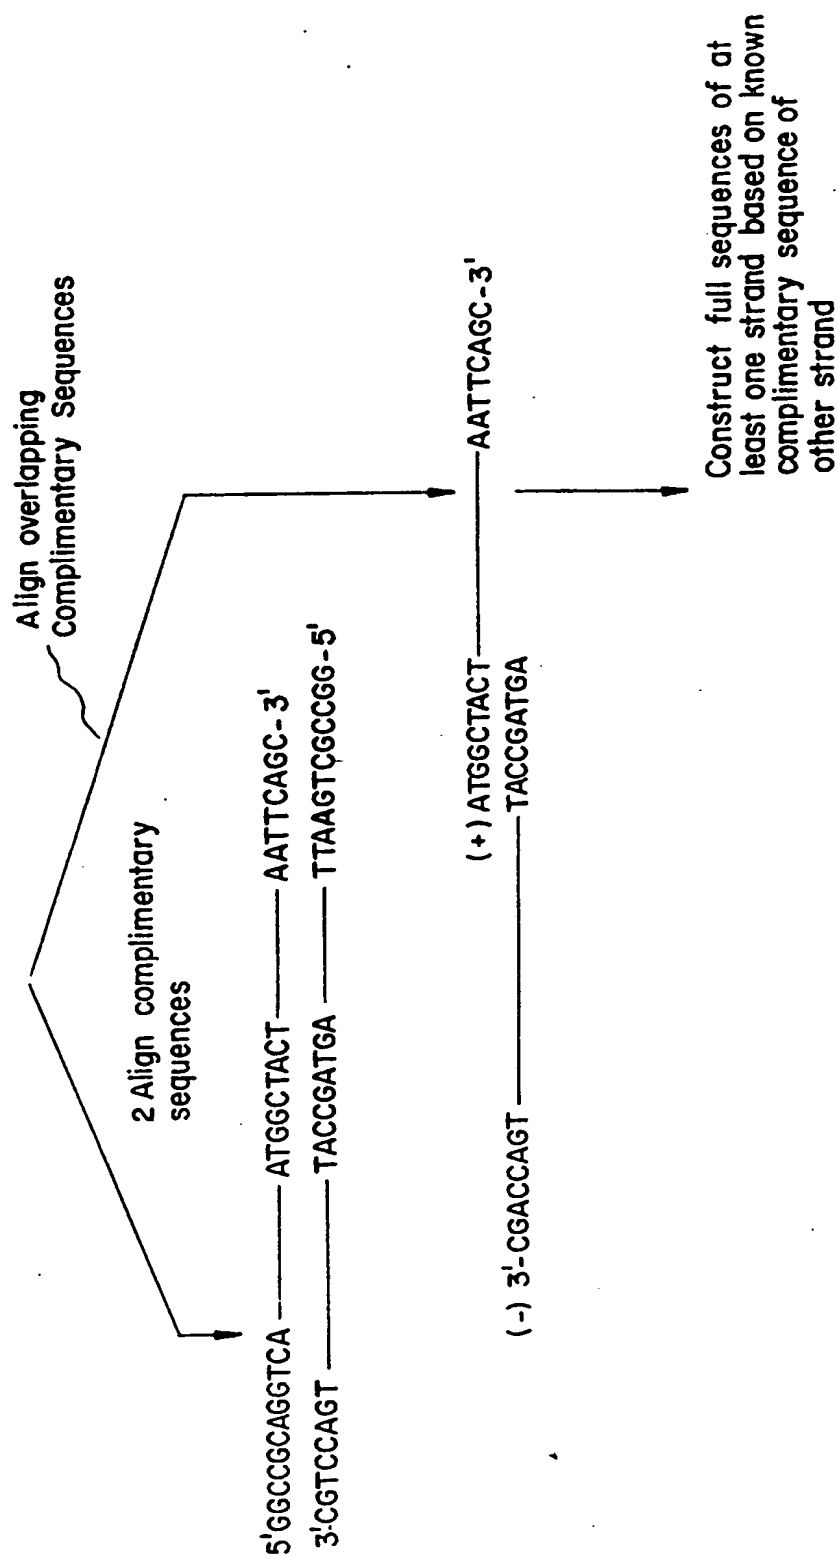 Align overlapping
Complimentary Sequences
2 Align complimentary
sequences
5'GGCCGCAGGTCA ATGGCTACT AATTCAGC-3'
3'-CGTCCAGT TACCGATGA TTAAGTCGCCGG-5'
(+) ATGGCTACT AATTCAGC-3'
(-) 3'-CGACCAGT TACCGATGA
Construct full sequences of at
least one strand based on known
complimentary sequence of
other strand